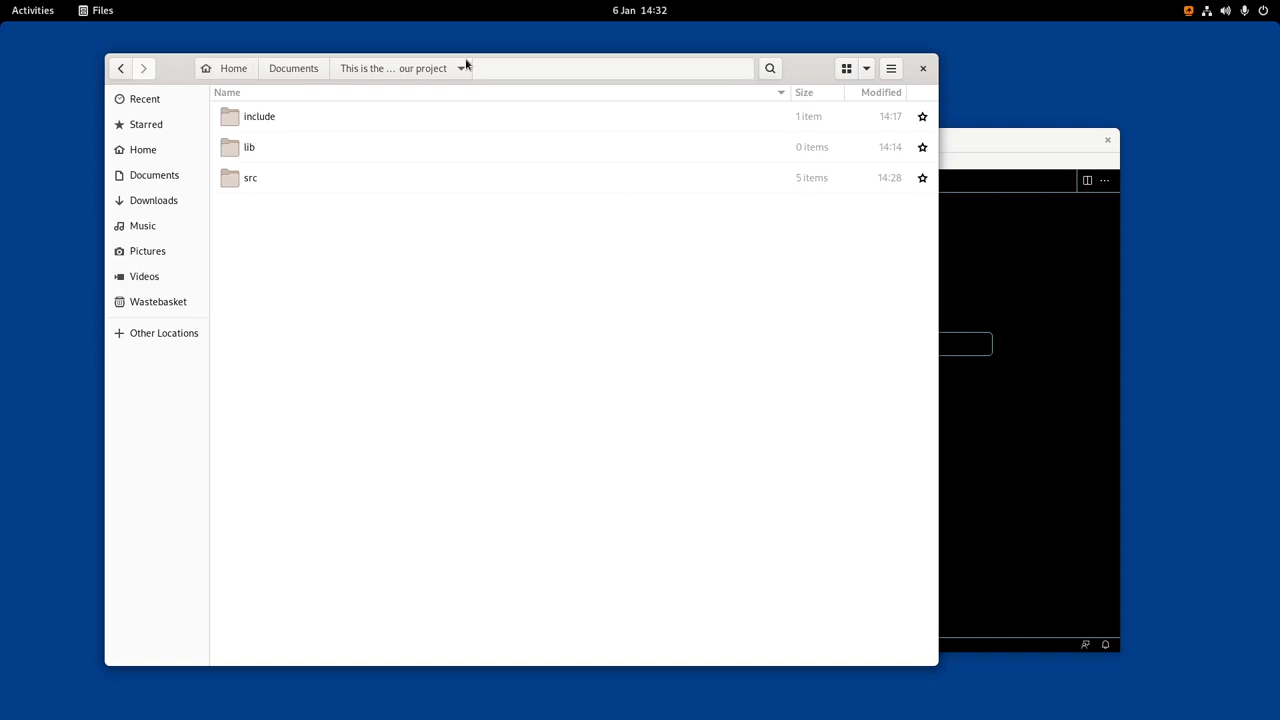 Activities Files 6 Jan 14:32
Home Documents This is the ... our project
Name Size Modified
Recent
Starred
Home
Documents
Downloads
Music
Pictures
Videos
Wastebasket
Other Locations
include 1 item 14:17
lib 0 items 14:14
src 5 items 14:28